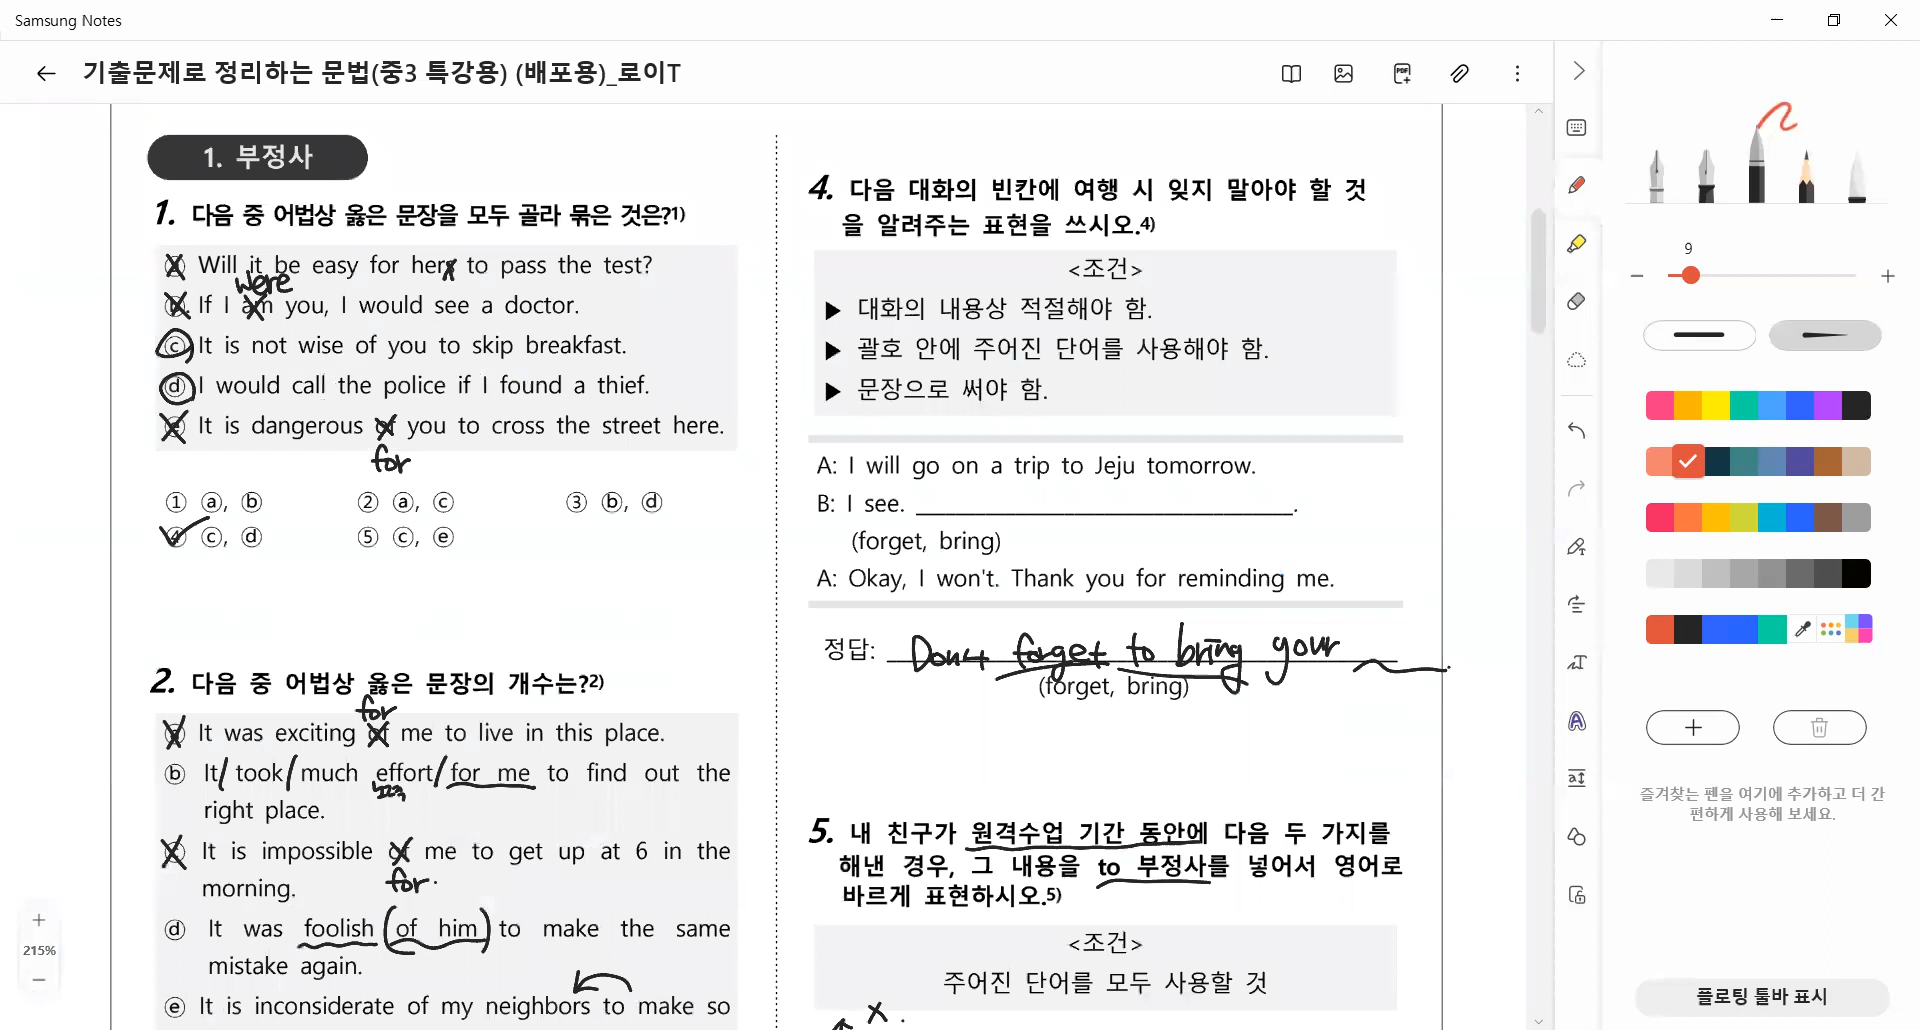 Samsung Notes
기출문제로 정리하는 문법(중3 특강용) (배포용)_로이T
1. 부정사
1. 다음 중 어법상 옳은 문장을 모두 골라 묶은 것은?1)
ⓐ Will it be easy for hers to pass the test?
were
ⓑ If I am you, I would see a doctor.
ⓒ It is not wise of you to skip breakfast.
ⓓ I would call the police if I found a thief.
ⓔ It is dangerous of you to cross the street here.
for
① ⓐ, ⓑ ② ⓐ, ⓒ ③ ⓑ, ⓓ
④ ⓒ, ⓓ ⑤ ⓒ, ⓔ
2. 다음 중 어법상 옳은 문장의 개수는?2)
for
ⓐ It was exciting of me to live in this place.
ⓑ It / took / much effort / for me to find out the
right place.
ⓒ It is impossible of me to get up at 6 in the
morning.
for.
ⓓ It was foolish (of him) to make the same
mistake again.
ⓔ It is inconsiderate of my neighbors to make so
4. 다음 대화의 빈칸에 여행 시 잊지 말아야 할 것
을 알려주는 표현을 쓰시오.4)
<조건>
▶ 대화의 내용상 적절해야 함.
▶ 괄호 안에 주어진 단어를 사용해야 함.
▶ 문장으로 써야 함.
A: I will go on a trip to Jeju tomorrow.
B: I see. ______________________________.
(forget, bring)
A: Okay, I won't. Thank you for reminding me.
정답: Don't forget to bring your
(forget, bring)
5. 내 친구가 원격수업 기간 동안에 다음 두 가지를
해낸 경우, 그 내용을 to 부정사를 넣어서 영어로
바르게 표현하시오.5)
<조건>
주어진 단어를 모두 사용할 것
x
215%
PDF
9
즐겨찾는 펜을 여기에 추가하고 더 간
편하게 사용해 보세요.
플로팅 툴바 표시